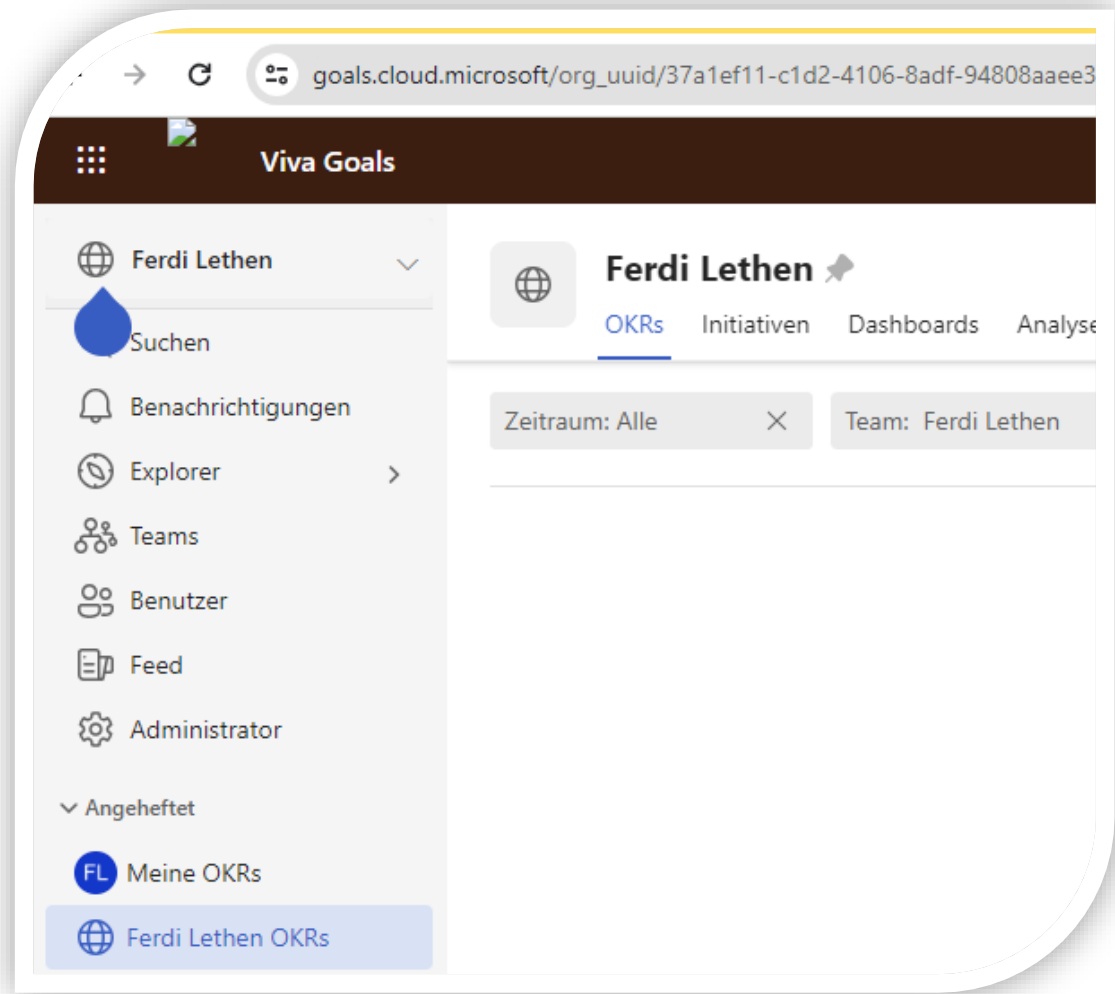 goals.cloud.microsoft/org_uuid/37a1ef11-c1d2-4106-8adf-94808aaee3
Viva Goals
Ferdi Lethen
Suchen
Benachrichtigungen
Explorer
Teams
Benutzer
Feed
Administrator
Angeheftet
FL Meine OKRs
Ferdi Lethen OKRs
Ferdi Lethen
OKRs Initiativen Dashboards Analyse
Zeitraum: Alle Team: Ferdi Lethen